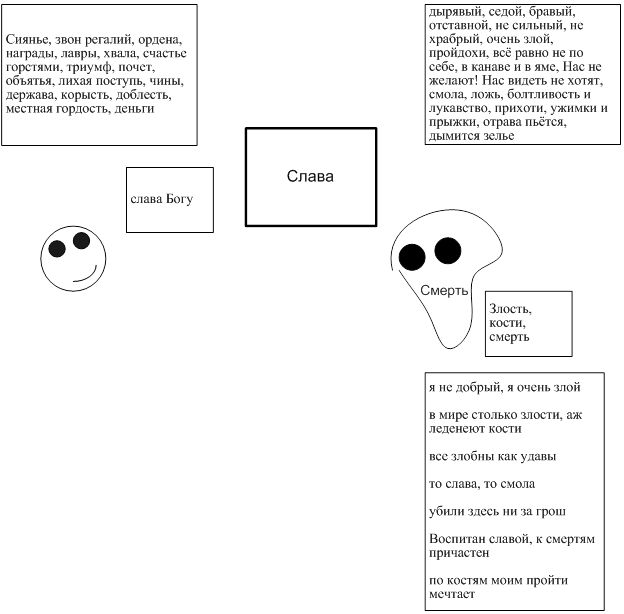 Сиянье, звон регалий, ордена,
награды, лавры, хвала, счастье
горстями, триумф, почет,
объятья, лихая поступь, чины,
держава, корысть, доблесть,
местная гордость, деньги
дырявый, седой, бравый,
отставной, не сильный, не
храбрый, очень злой,
пройдохи, всё равно не по
себе, в канаве и в яме, Нас не
желают! Нас видеть не хотят,
смола, ложь, болтливость и
лукавство, прихоти, ужимки и
прыжки, отрава пьётся,
дымится зелье
Слава
слава Богу
Смерть
Злость,
кости,
смерть
я не добрый, я очень злой
в мире столько злости, аж
леденеют кости
все злобны как удавы
то слава, то смола
убили здесь ни за грош
Воспитан славой, к смертям
причастен
по костям моим пройти
мечтает